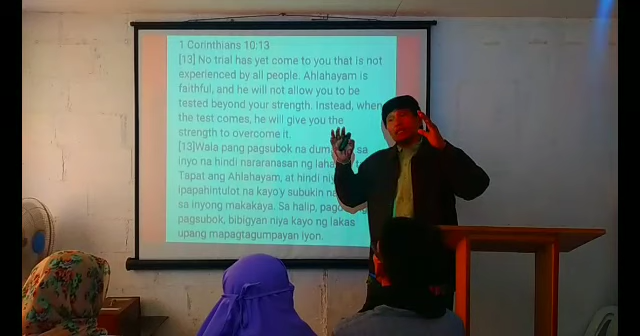 1 Corinthians 10:13
[13] No trial has yet come to you that is not
experienced by all people. Ahlahayam is
faithful, and he will not allow you to be
tested beyond your strength. Instead, when
the test comes, he will give you the
strength to overcome it.
[13]Wala pang pagsubok na dum sa
inyo na hindi nararanasan ng laha
Tapat ang Ahlahayam, at hindi
ipapahintulot na kayo'y subukin
sa inyong makakaya. Sa halip,
pagsubok, bibigyan niya kayo ng lakas
upang mapagtagumpayan iyon.